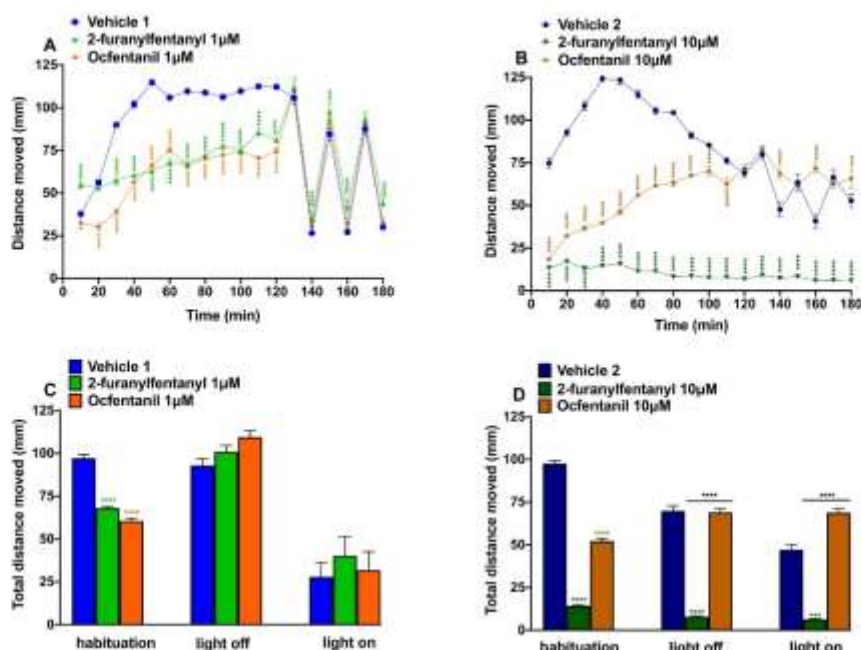 A
Vehicle 1
2-furanylfentanyl 1μM
Ocfentanil 1μM
Distance moved (mm)
125
100
75
50
25
0
0 20 40 60 80 100 120 140 160 180
Time (min)
B
Vehicle 2
2-furanylfentanyl 10μM
Ocfentanil 10μM
Distance moved (mm)
125
100
75
50
25
0
0 20 40 60 80 100 120 140 160 180
Time (min)
C
Vehicle 1
2-furanylfentanyl 1μM
Ocfentanil 1μM
Total distance moved (mm)
125
100
75
50
25
0
**** ****
habituation light off light on
D
Vehicle 2
2-furanylfentanyl 10μM
Ocfentanil 10μM
Total distance moved (mm)
125
100
75
50
25
0
**** **** **** **** *** ****
habituation light off light on